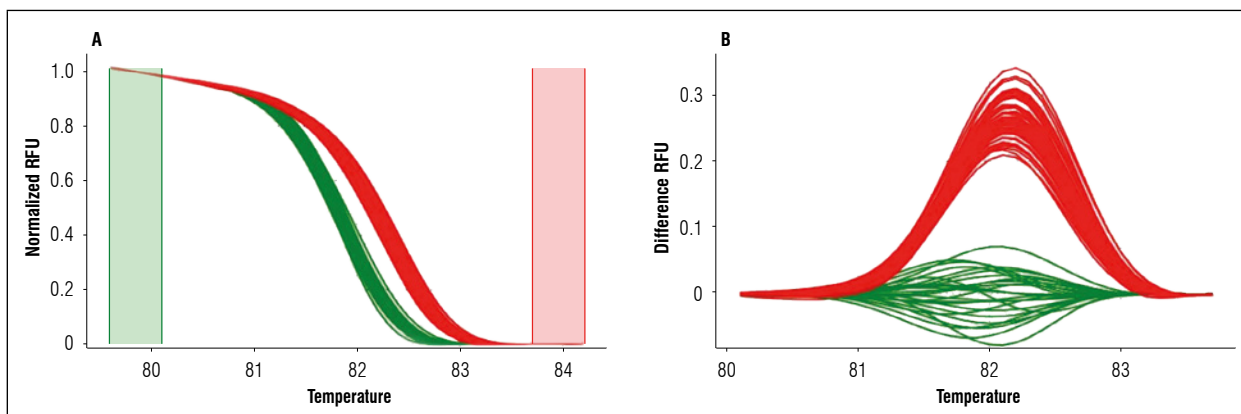 A
Normalized RFU
1.0
0.8
0.6
0.4
0.2
0
80 81 82 83 84
Temperature
B
Difference RFU
0.3
0.2
0.1
0
80 81 82 83
Temperature